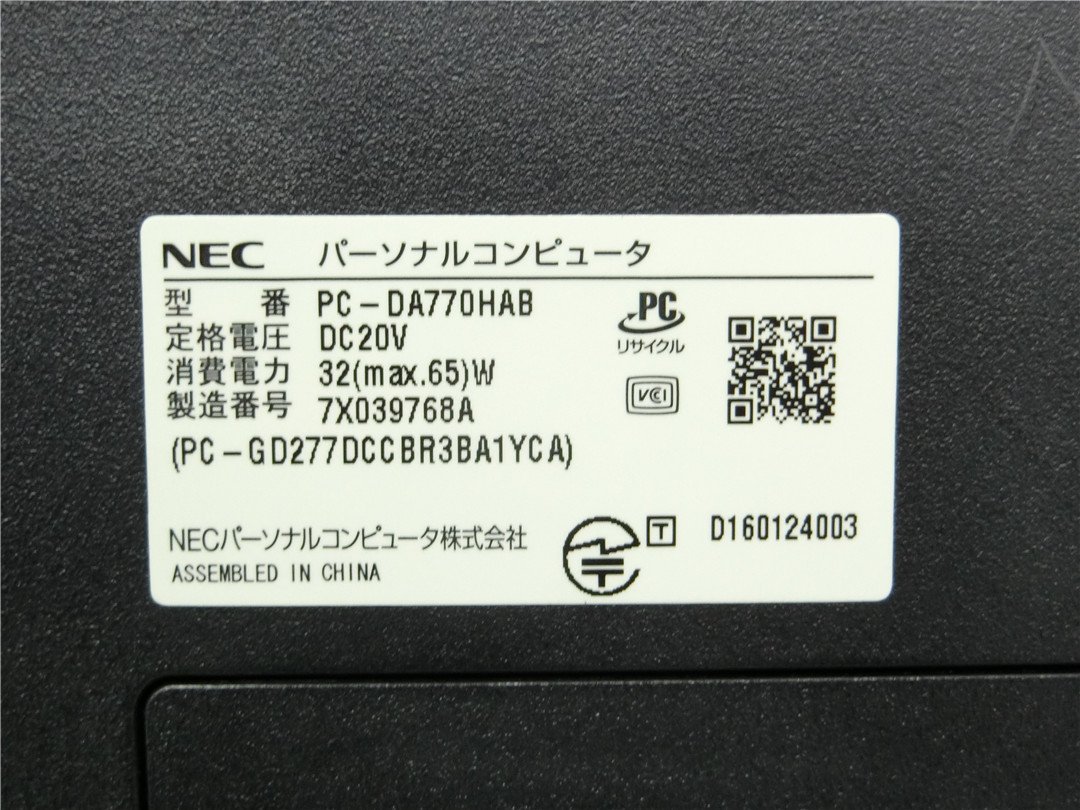 NEC パーソナルコンピュータ
型番 PC-DA770HAB
定格電圧 DC20V
消費電力 32(max.65)W
製造番号 7X039768A
(PC-GD277DCCBR3BA1YCA)
PC
リサイクル
VCI
NECパーソナルコンピュータ株式会社
ASSEMBLED IN CHINA
T D160124003